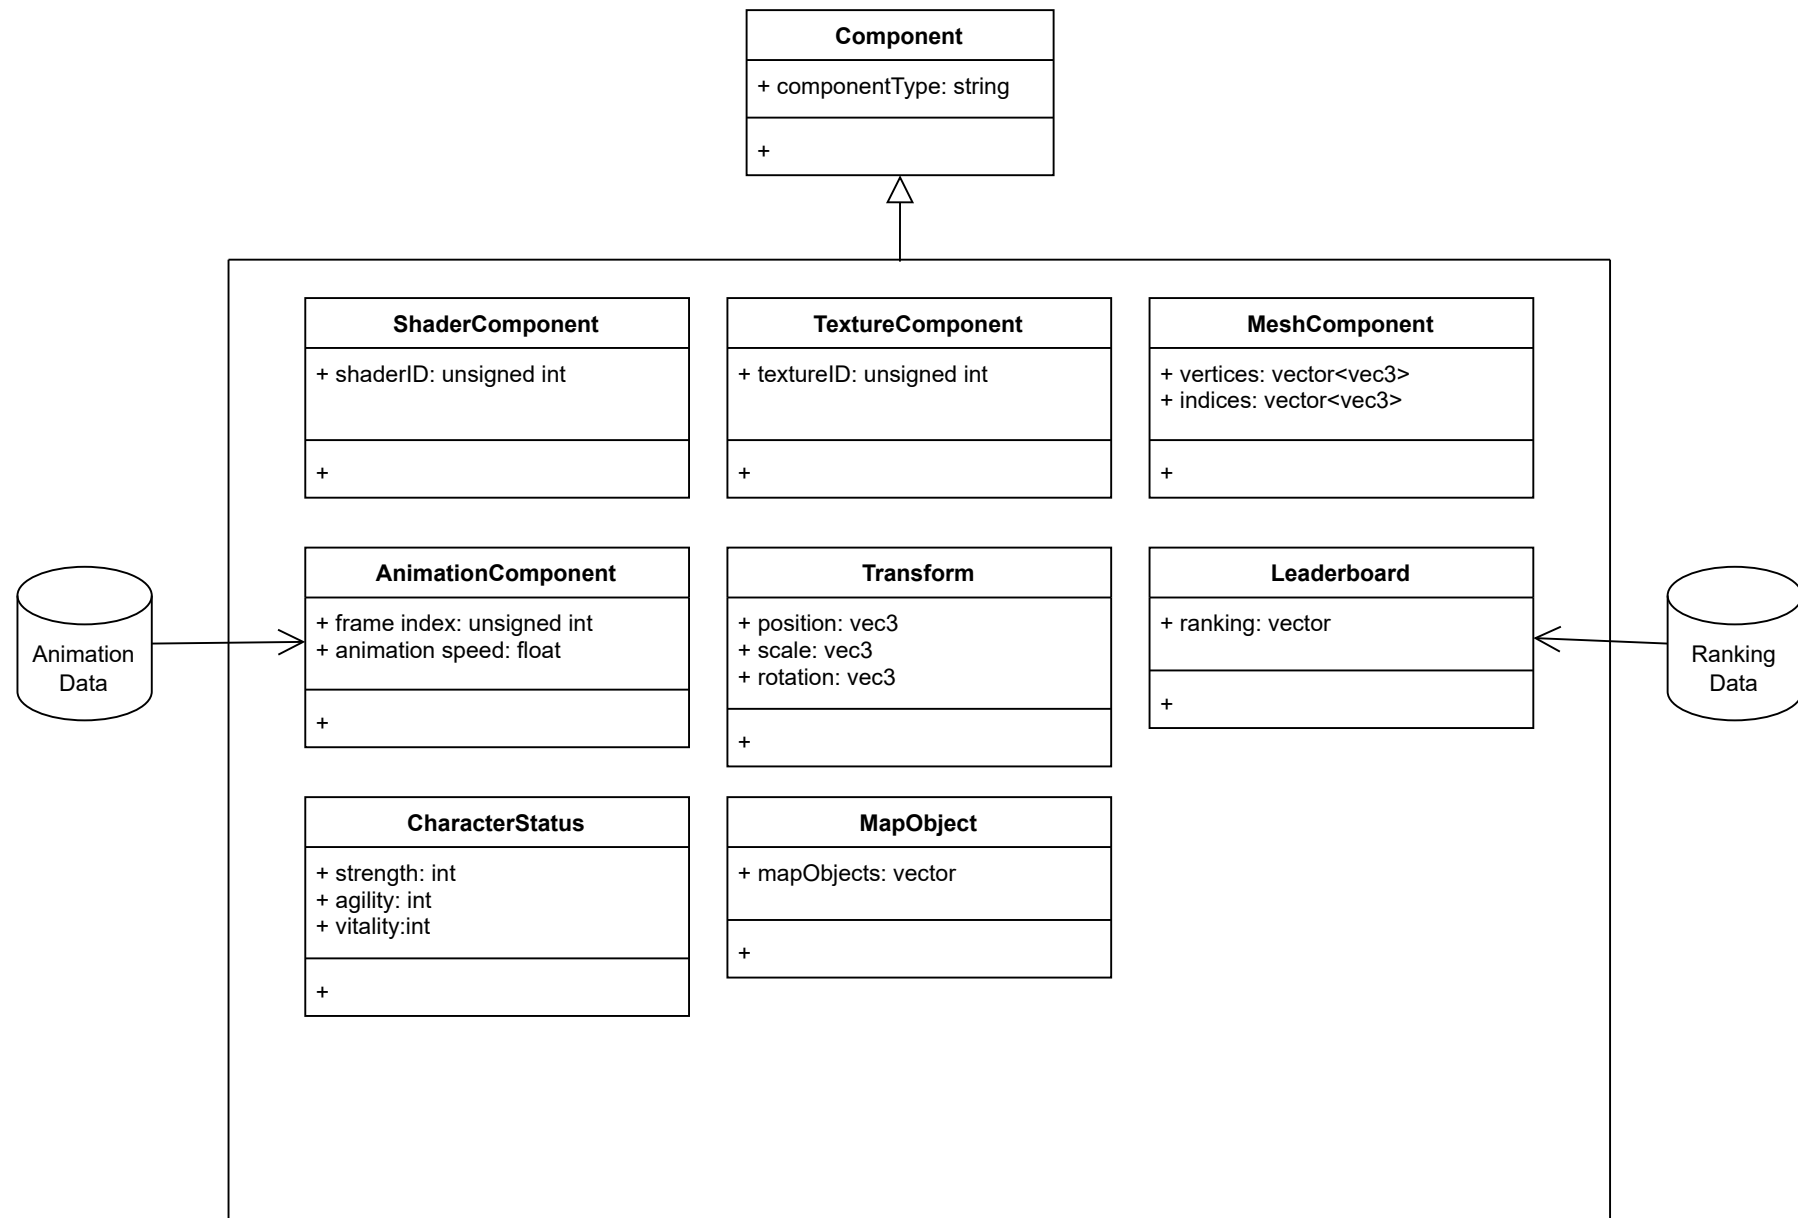 Component
+ componentType: string
+
ShaderComponent
+ shaderID: unsigned int
+
TextureComponent
+ textureID: unsigned int
+
MeshComponent
+ vertices: vector<vec3>
+ indices: vector<vec3>
+
Animation
Data
AnimationComponent
+ frame index: unsigned int
+ animation speed: float
+
Transform
+ position: vec3
+ scale: vec3
+ rotation: vec3
+
Leaderboard
+ ranking: vector
+
Ranking
Data
CharacterStatus
+ strength: int
+ agility: int
+ vitality:int
+
MapObject
+ mapObjects: vector
+